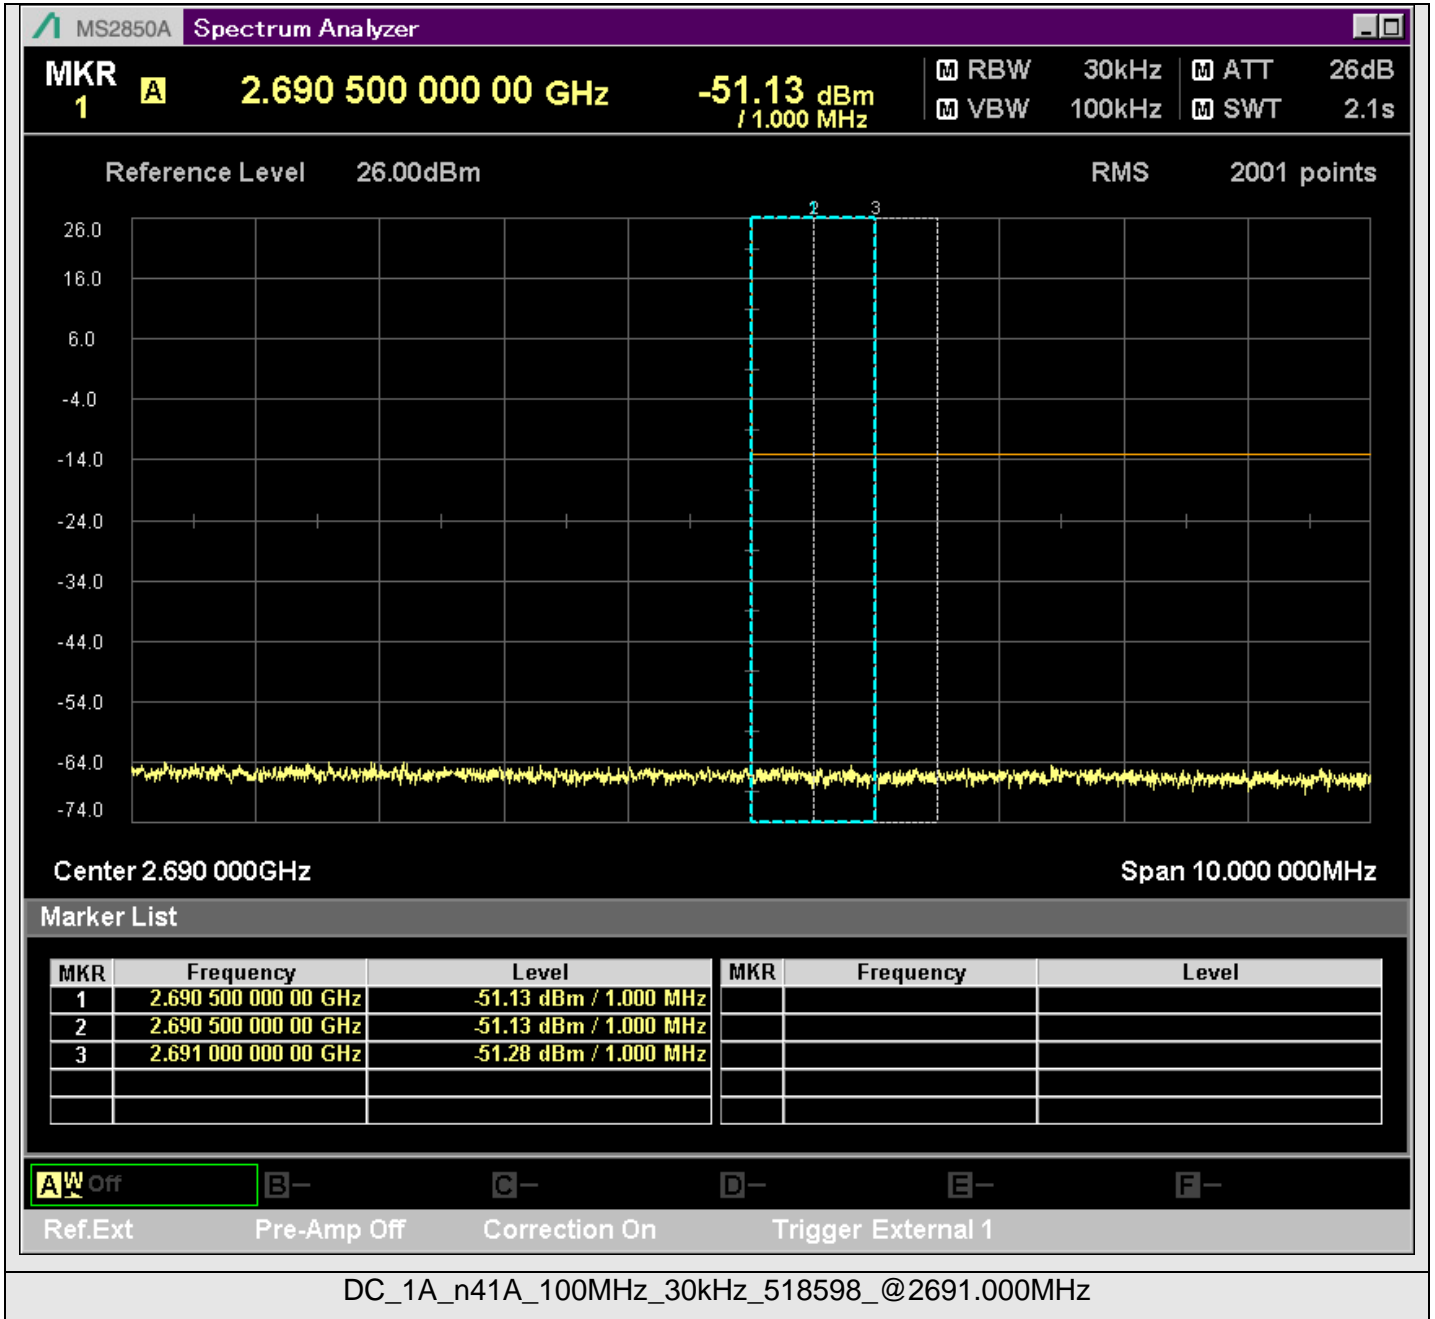 MS2850A Spectrum Analyzer
MKR 1 A 2.690 500 000 00 GHz -51.13 dBm / 1.000 MHz
M RBW 30kHz M ATT 26dB
M VBW 100kHz M SWT 2.1s
Reference Level 26.00dBm RMS 2001 points
3
26.0
16.0
6.0
-4.0
-14.0
-24.0
-34.0
-44.0
-54.0
-64.0
-74.0
Center 2.690 000GHz Span 10.000 000MHz
Marker List
MKR Frequency Level MKR Frequency Level
1 2.690 500 000 00 GHz -51.13 dBm / 1.000 MHz
2 2.690 500 000 00 GHz -51.13 dBm / 1.000 MHz
3 2.691 000 000 00 GHz -51.28 dBm / 1.000 MHz
A W Off B - C - D - E - F -
Ref.Ext Pre-Amp Off Correction On Trigger External 1
DC_1A_n41A_100MHz_30kHz_518598_@2691.000MHz